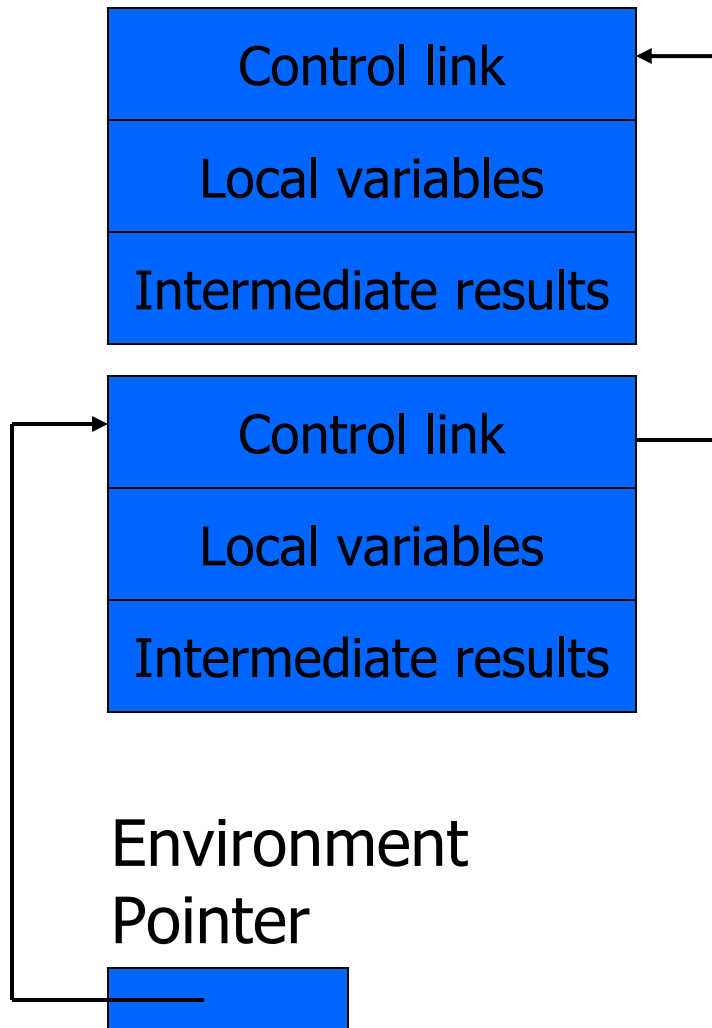 Control link
Local variables
Intermediate results
Control link
Local variables
Intermediate results
Environment
Pointer